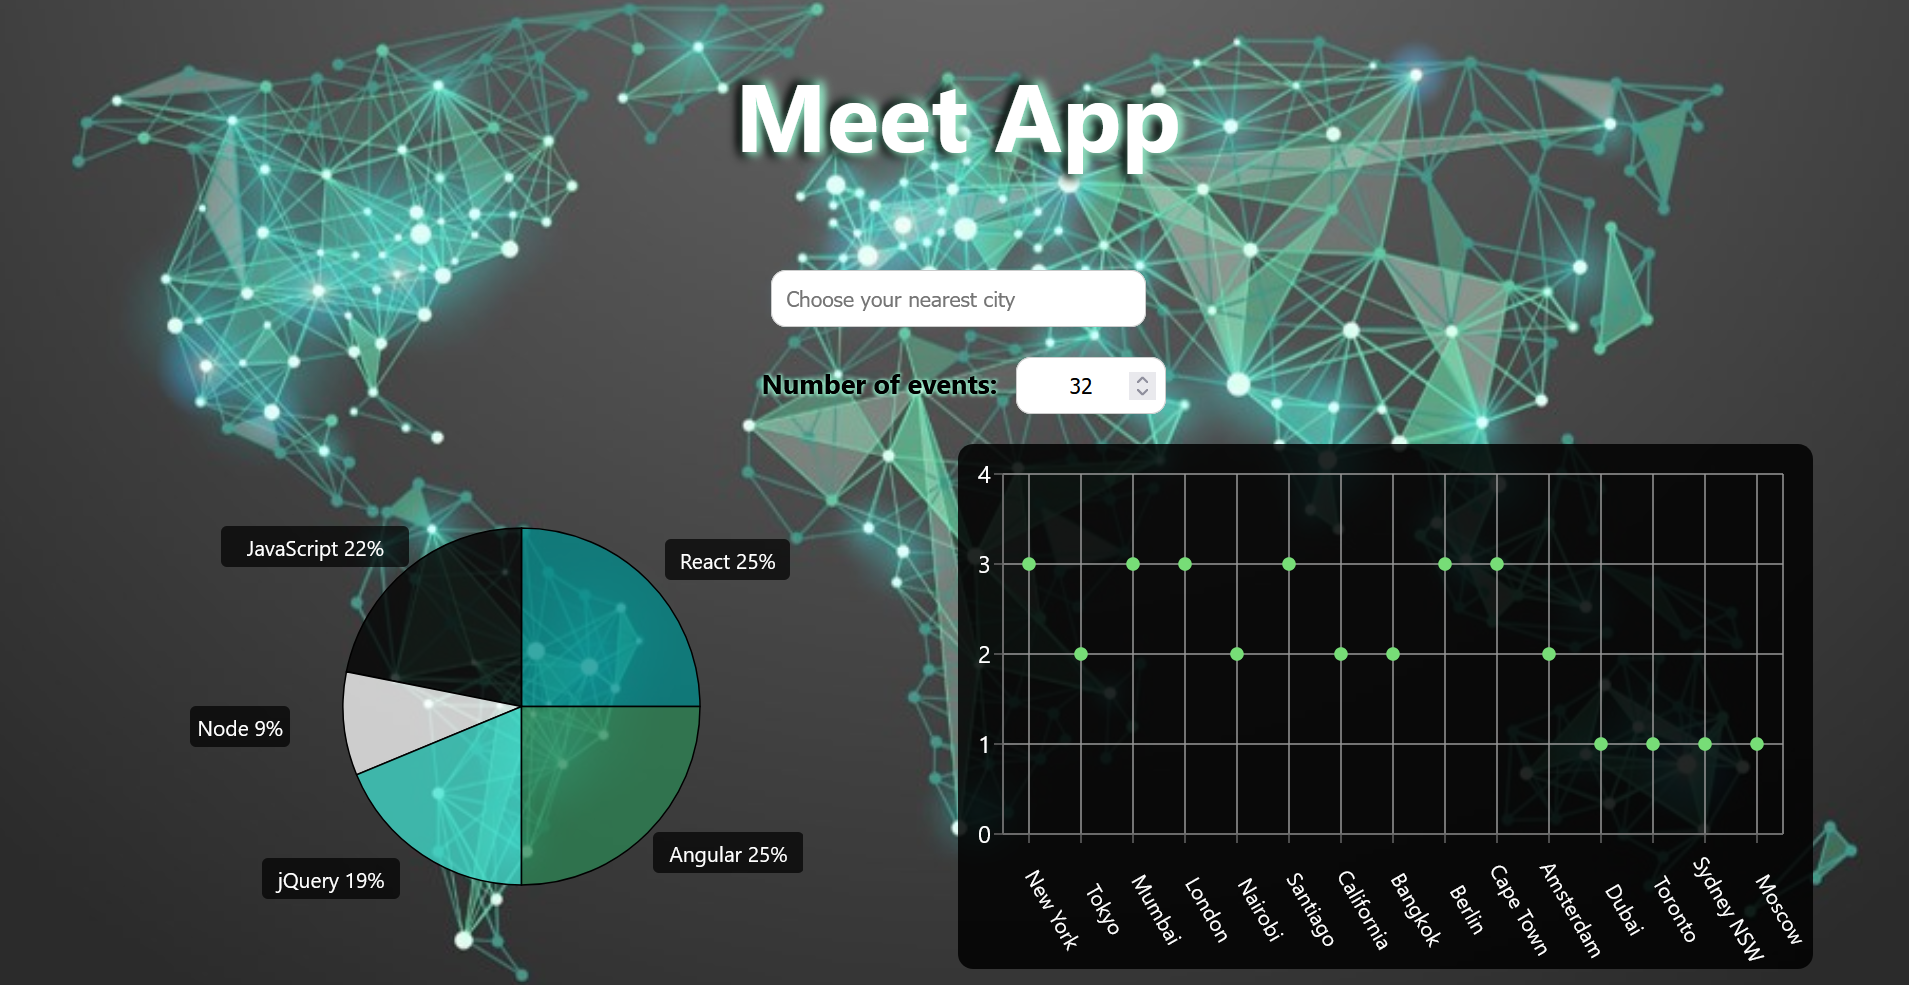 Meet App
Choose your nearest city
Number of events: 32
JavaScript 22%
React 25%
Node 9%
Angular 25%
jQuery 19%
4
3
2
1
0
New York
Tokyo
Mumbai
London
Nairobi
Santiago
California
Bangkok
Berlin
Cape Town
Amsterdam
Dubai
Toronto
Sydney NSW
Moscow